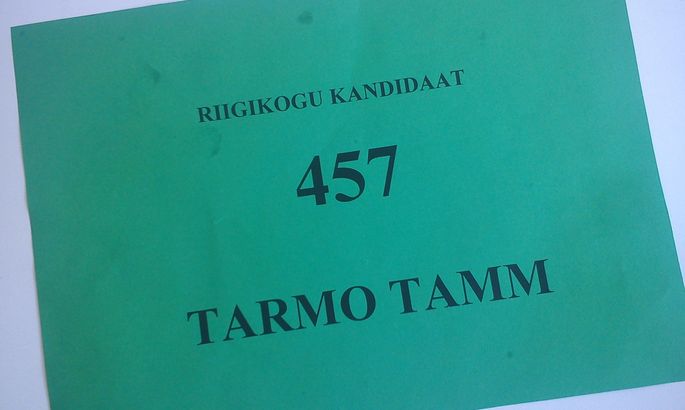 RIIGIKOGU KANDIDAAT
457
TARMO TAMM